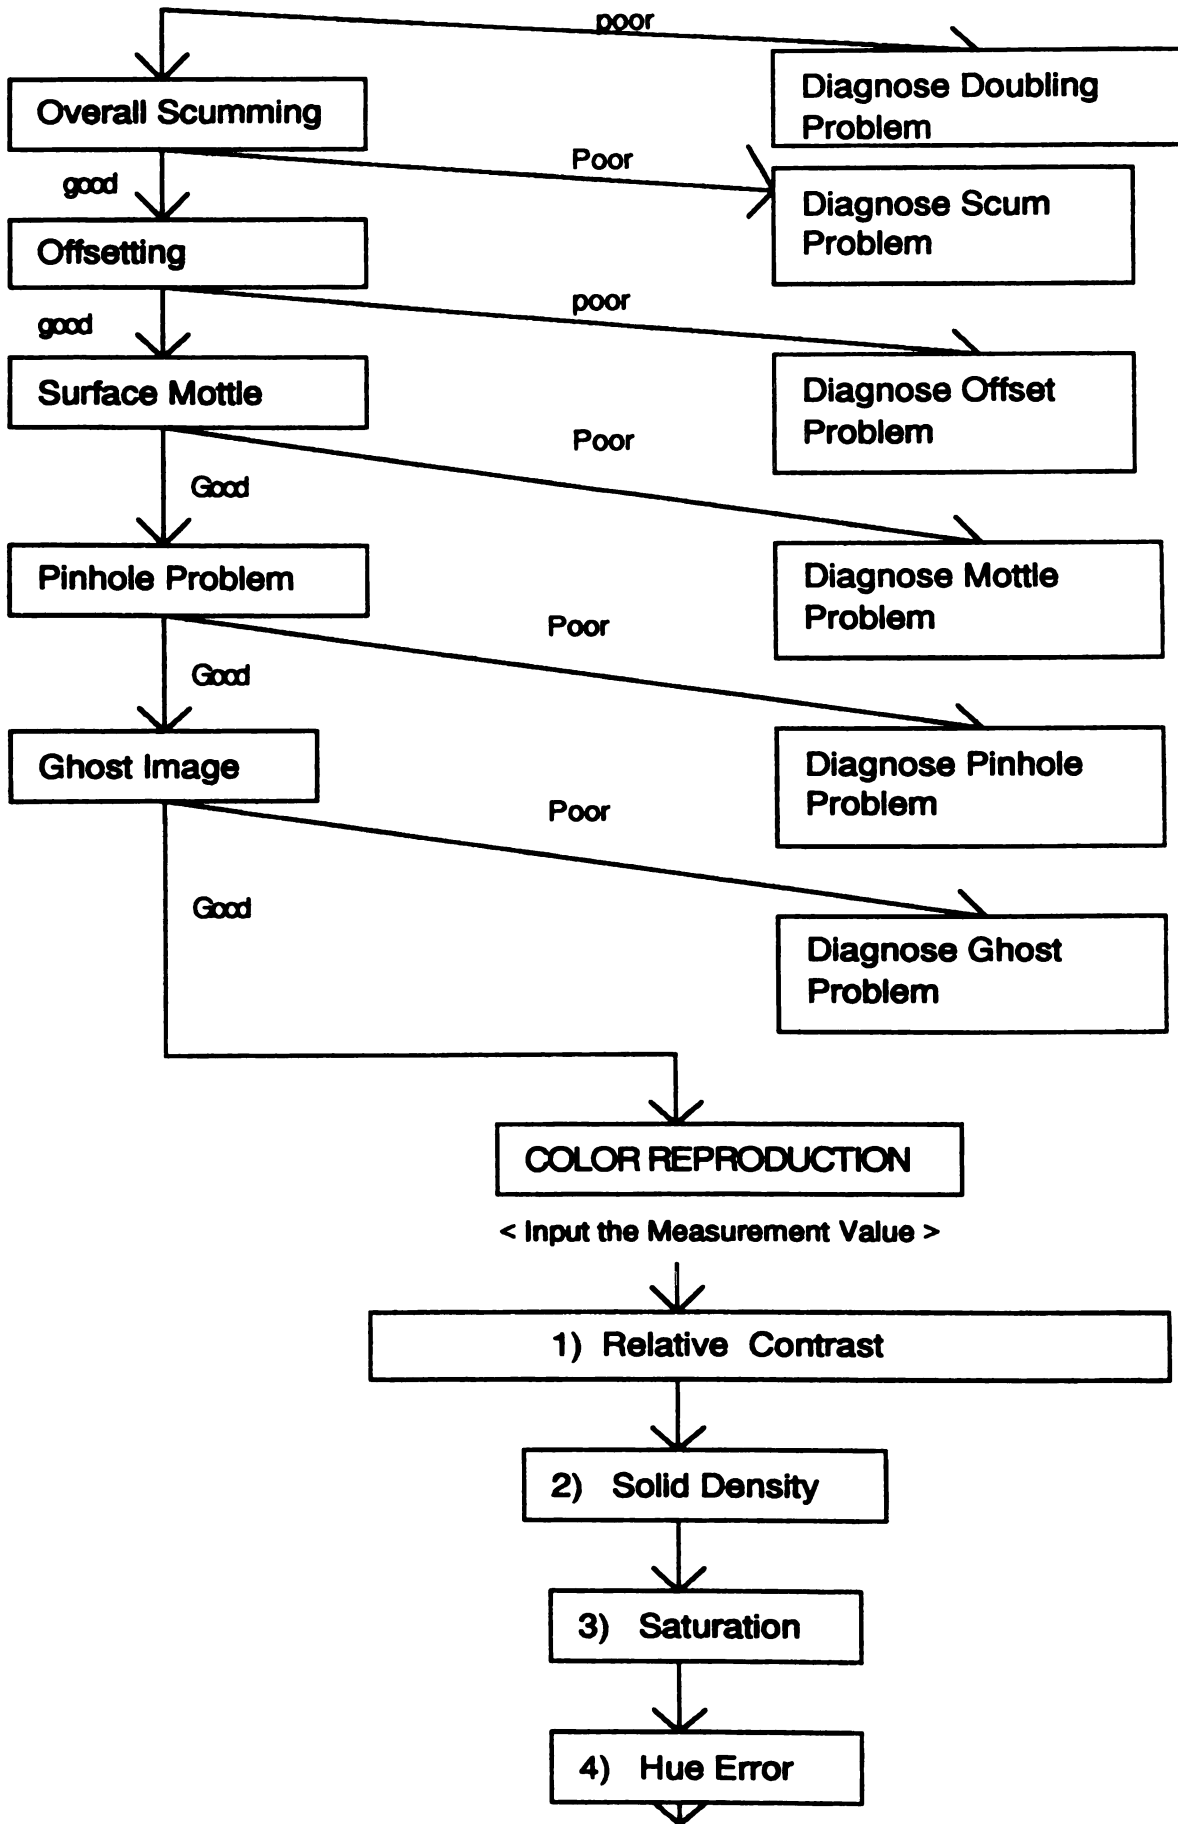 poor
Diagnose Doubling
Problem
Overall Scumming
Poor
good
Diagnose Scum
Problem
Offsetting
poor
good
Diagnose Offset
Problem
Surface Mottle
Poor
Good
Diagnose Mottle
Problem
Pinhole Problem
Poor
Good
Diagnose Pinhole
Problem
Ghost Image
Poor
Good
Diagnose Ghost
Problem
COLOR REPRODUCTION
< Input the Measurement Value >
1) Relative Contrast
2) Solid Density
3) Saturation
4) Hue Error